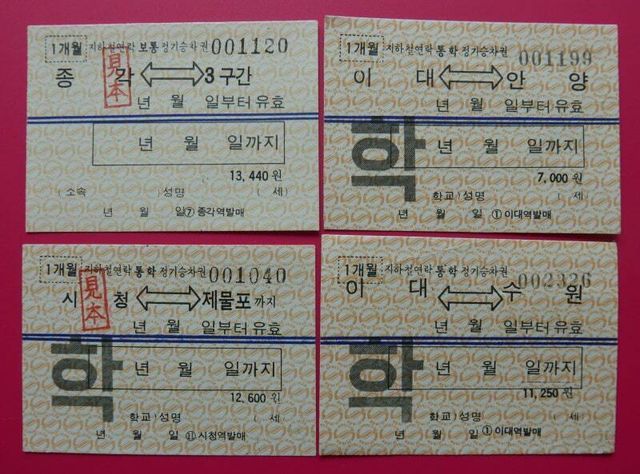 1개월 지하철연락 보통 정기승차권 001120
종각 ⟷ 3구간
見本
년 월 일부터 유효
년 월 일까지
13,440 원
(소속 )성명 ( 세)
년 월 일 ⑦ 종각역발매
1개월 지하철연락 통학 정기승차권 001199
이대 ⟷ 안양
년 월 일부터 유효
학
년 월 일까지
7,000 원
학교)성명 ( 세
년 월 일 ① 이대역발매
1개월 지하철연락 통학 정기승차권 001040
시청 ⟷ 제물포 까지
見本
년 월 일부터 유효
학
년 월 일까지
12,600 원
학교)성명 ( 세
년 월 일 ⑪ 시청역발매
1개월 지하철연락 통학 정기승차권 002326
이대 ⟷ 수원
년 월 일부터 유효
학
년 월 일까지
11,250 원
학교)성명 ( 세
년 월 일 ① 이대역발매